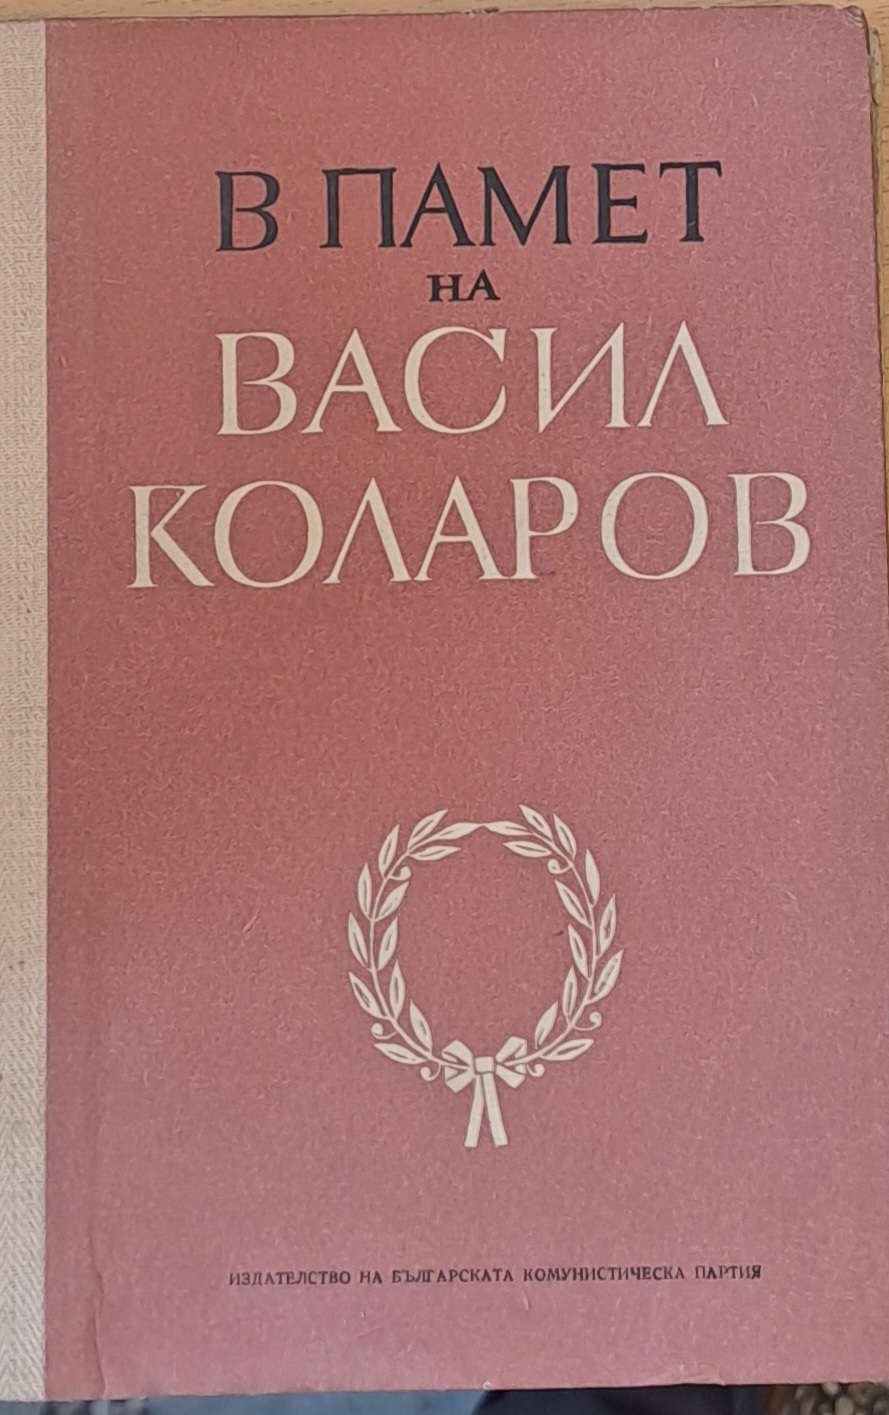 В ПАМЕТ
НА
ВАСИЛ
КОЛАРОВ
ИЗДАТЕЛСТВО НА БЪЛГАРСКАТА КОМУНИСТИЧЕСКА ПАРТИЯ